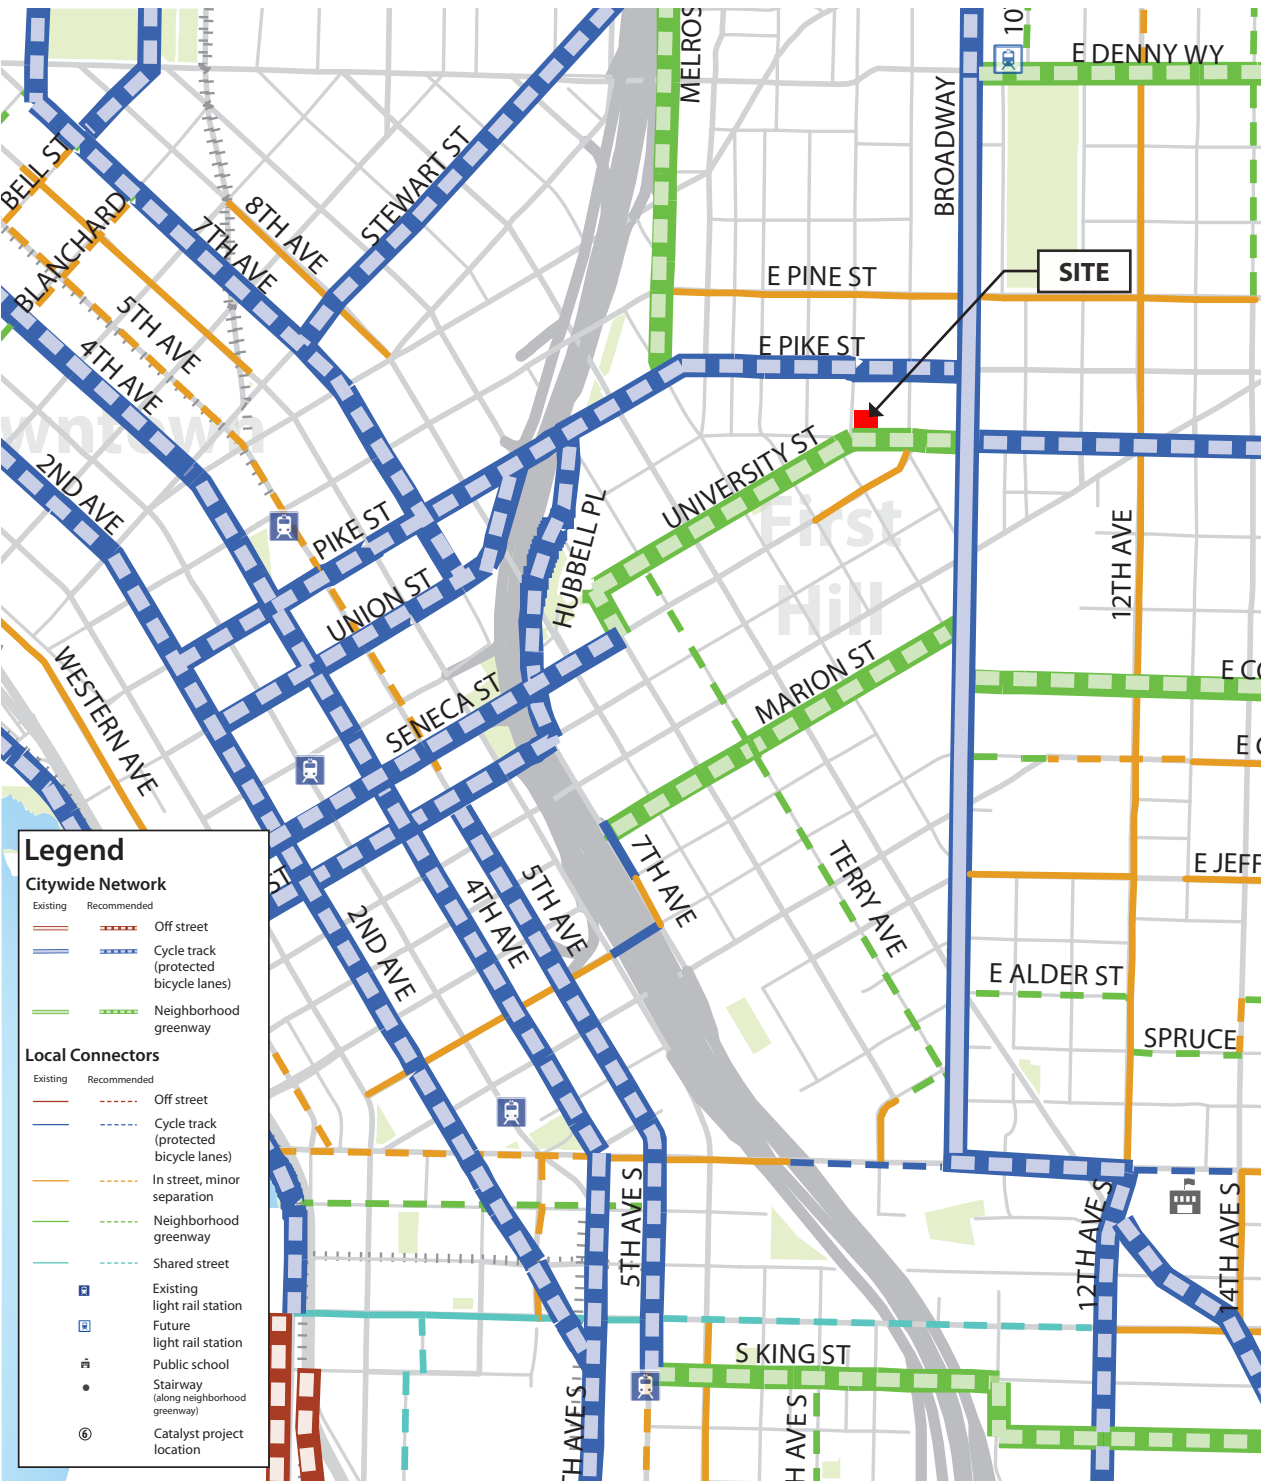 10
MELROS
E DENNY WY
BROADWAY
BELL ST
STEWART ST
8TH AVE
7TH AVE
BLANCHARD
SITE
E PINE ST
5TH AVE
E PIKE ST
4TH AVE
wntown
UNIVERSITY ST
2ND AVE
First
Hill
PIKE ST
HUBBELL PL
12TH AVE
UNION ST
MARION ST
E CO
WESTERN AVE
SENECA ST
E C
7TH AVE
TERRY AVE
E JEFF
ST
5TH AVE
4TH AVE
2ND AVE
E ALDER ST
SPRUCE
5TH AVE S
12TH AVE S
14TH AVE S
S KING ST
TH AVE S
H AVE S
Legend
Citywide Network
Existing Recommended
Off street
Cycle track
(protected
bicycle lanes)
Neighborhood
greenway
Local Connectors
Existing Recommended
Off street
Cycle track
(protected
bicycle lanes)
In street, minor
separation
Neighborhood
greenway
Shared street
Existing
light rail station
Future
light rail station
Public school
Stairway
(along neighborhood
greenway)
6 Catalyst project
location